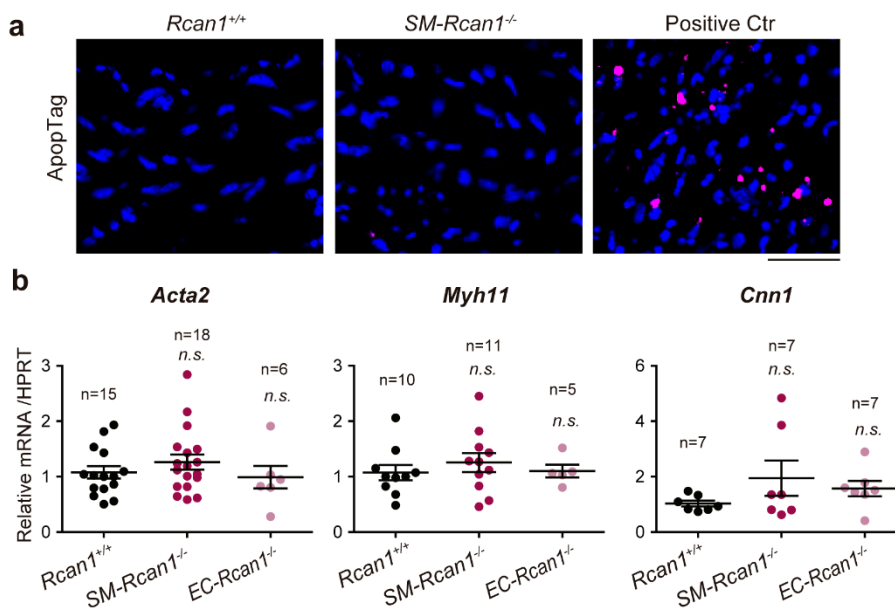 a
Rcan1+/+ SM-Rcan1-/- Positive Ctr
ApopTag
b
Acta2 Myh11 Cnn1
Relative mRNA /HPRT
3
2
1
0
n=15
n=18
n.s.
n=6
n.s.
Rcan1+/+
SM-Rcan1-/-
EC-Rcan1-/-
3
2
1
0
n=10
n=11
n.s.
n=5
n.s.
Rcan1+/+
SM-Rcan1-/-
EC-Rcan1-/-
6
4
2
0
n=7
n=7
n.s.
n=7
n.s.
Rcan1+/+
SM-Rcan1-/-
EC-Rcan1-/-